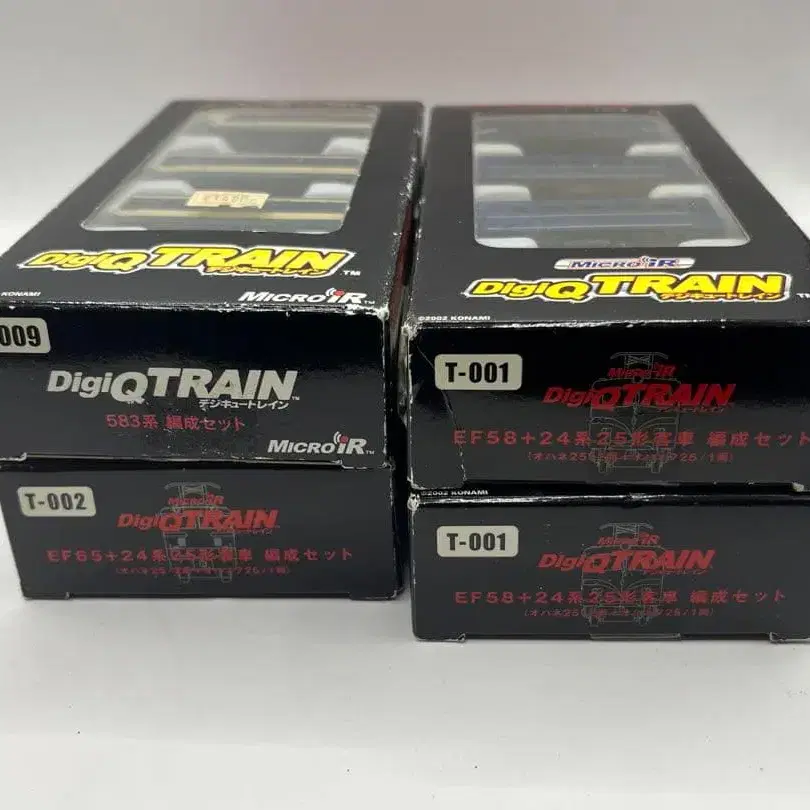 DigiQ TRAIN™
デジキュートレイン
KONAMI
MICRO iR™
009
DigiQ TRAIN™
デジキュートレイン
583系 編成セット
MICRO iR™
T-002
MICRO iR
DigiQ TRAIN
EF65+24系25形客車 編成セット
MICRO iR
DigiQ TRAIN
デジキュートレイン
©2002 KONAMI
T-001
MICRO iR
DigiQ TRAIN
EF58+24系25形客車 編成セット
©2002 KONAMI
T-001
MICRO iR
DigiQ TRAIN
EF58+24系25形客車 編成セット